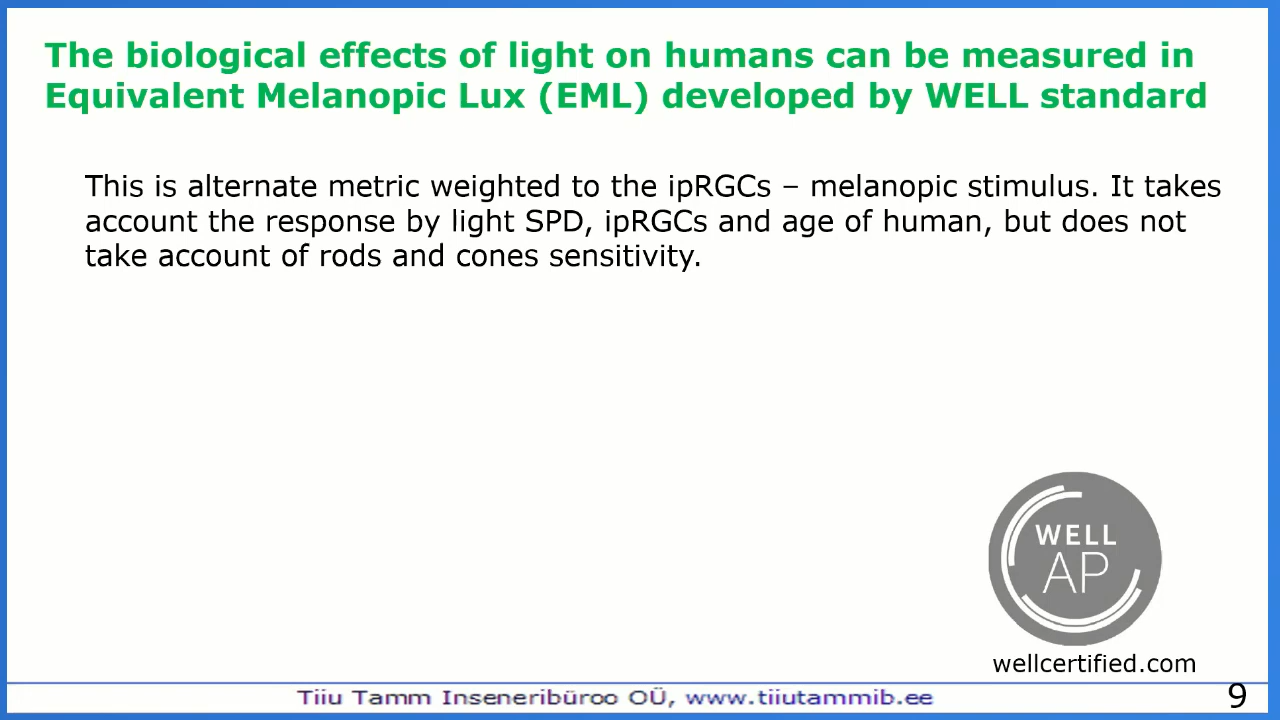 The biological effects of light on humans can be measured in
Equivalent Melanopic Lux (EML) developed by WELL standard
This is alternate metric weighted to the ipRGCs – melanopic stimulus. It takes
account the response by light SPD, ipRGCs and age of human, but does not
take account of rods and cones sensitivity.
WELL
AP
wellcertified.com
Tiiu Tamm Inseneribüroo OÜ, www.tiiutammib.ee
9